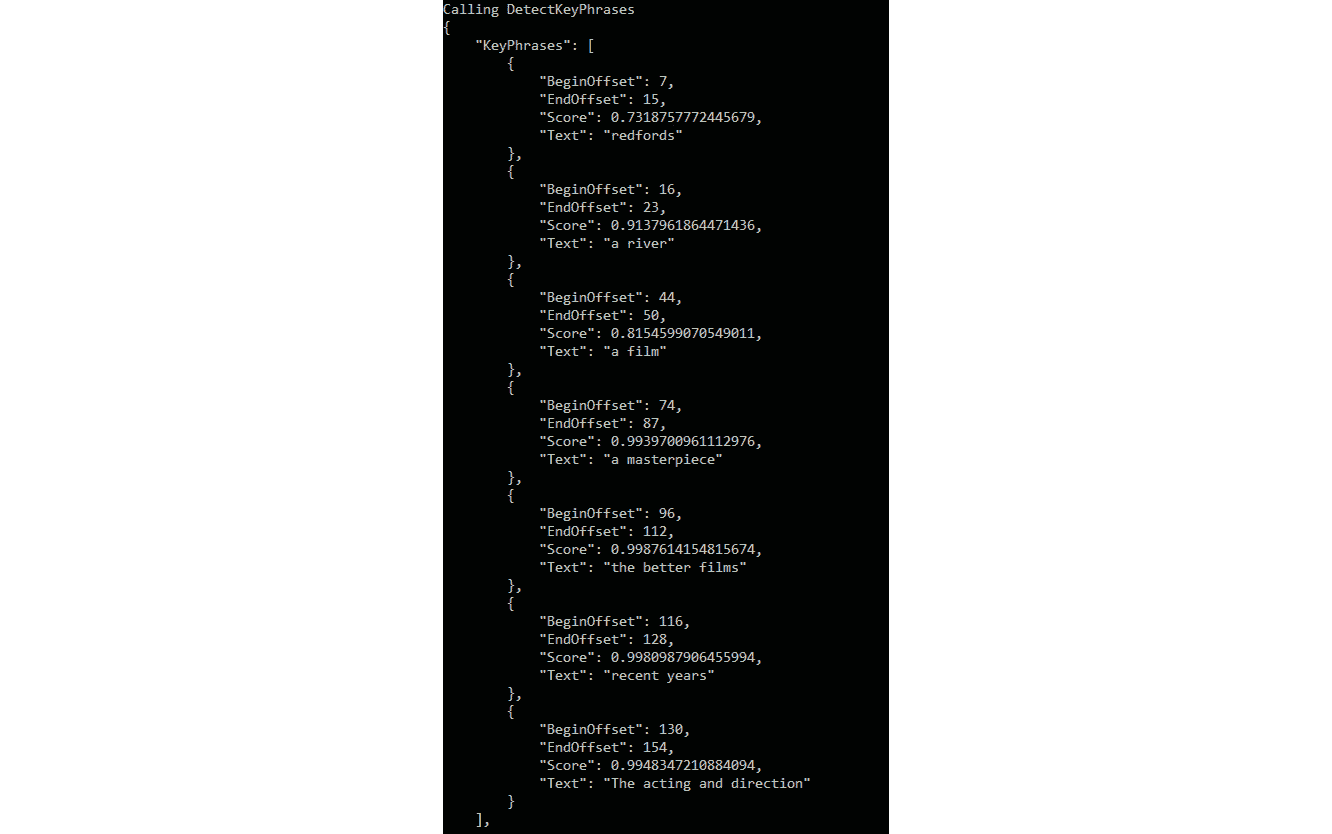 Calling DetectKeyPhrases
{
    "KeyPhrases": [
        {
            "BeginOffset": 7,
            "EndOffset": 15,
            "Score": 0.7318757772445679,
            "Text": "redfords"
        },
        {
            "BeginOffset": 16,
            "EndOffset": 23,
            "Score": 0.9137961864471436,
            "Text": "a river"
        },
        {
            "BeginOffset": 44,
            "EndOffset": 50,
            "Score": 0.8154599070549011,
            "Text": "a film"
        },
        {
            "BeginOffset": 74,
            "EndOffset": 87,
            "Score": 0.9939700961112976,
            "Text": "a masterpiece"
        },
        {
            "BeginOffset": 96,
            "EndOffset": 112,
            "Score": 0.9987614154815674,
            "Text": "the better films"
        },
        {
            "BeginOffset": 116,
            "EndOffset": 128,
            "Score": 0.9980987906455994,
            "Text": "recent years"
        },
        {
            "BeginOffset": 130,
            "EndOffset": 154,
            "Score": 0.9948347210884094,
            "Text": "The acting and direction"
        }
    ],